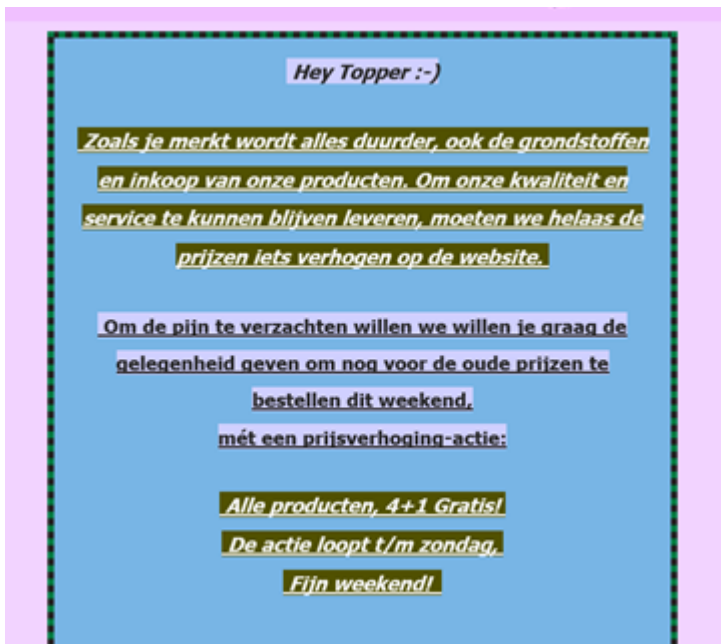 Hey Topper :-)
Zoals je merkt wordt alles duurder, ook de grondstoffen
en inkoop van onze producten. Om onze kwaliteit en
service te kunnen blijven leveren, moeten we helaas de
prijzen iets verhogen op de website.
Om de pijn te verzachten willen we willen je graag de
gelegenheid geven om nog voor de oude prijzen te
bestellen dit weekend,
mét een prijsverhoging-actie:
Alle producten, 4+1 Gratis!
De actie loopt t/m zondag,
Fijn weekend!